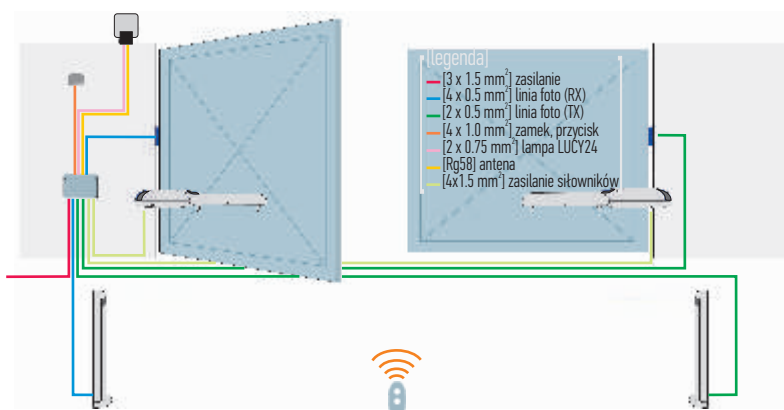 [legenda]
[3 x 1.5 mm²] zasilanie
[4 x 0.5 mm²] linia foto (RX)
[2 x 0.5 mm²] linia foto (TX)
[4 x 1.0 mm²] zamek, przycisk
[2 x 0.75 mm²] lampa LUCY24
[Rg58] antena
[4x1.5 mm²] zasilanie siłowników